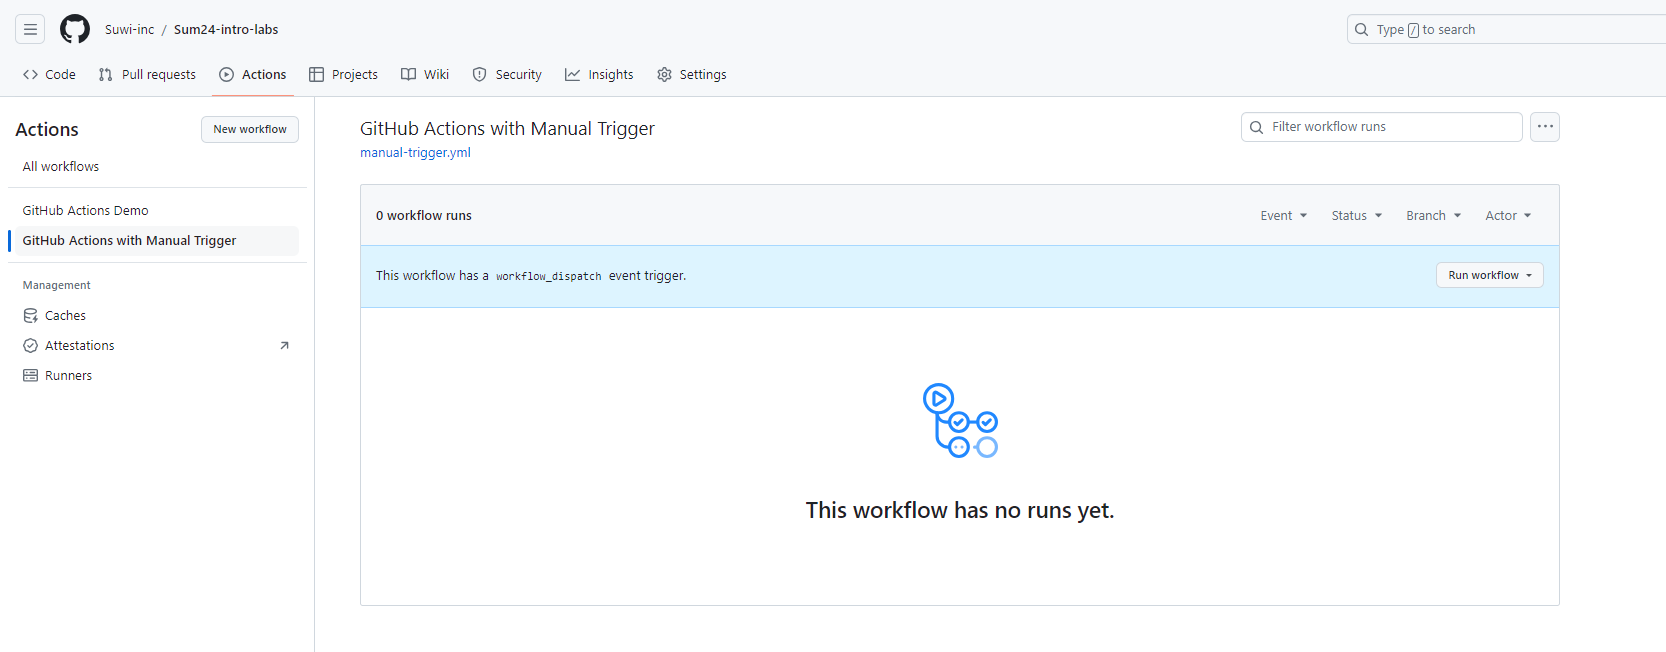 Suwi-inc / Sum24-intro-labs
Type / to search
Code Pull requests Actions Projects Wiki Security Insights Settings
Actions
New workflow
All workflows
GitHub Actions Demo
GitHub Actions with Manual Trigger
Management
Caches
Attestations
Runners
GitHub Actions with Manual Trigger
manual-trigger.yml
Filter workflow runs
0 workflow runs
Event Status Branch Actor
This workflow has a workflow_dispatch event trigger.
Run workflow
This workflow has no runs yet.